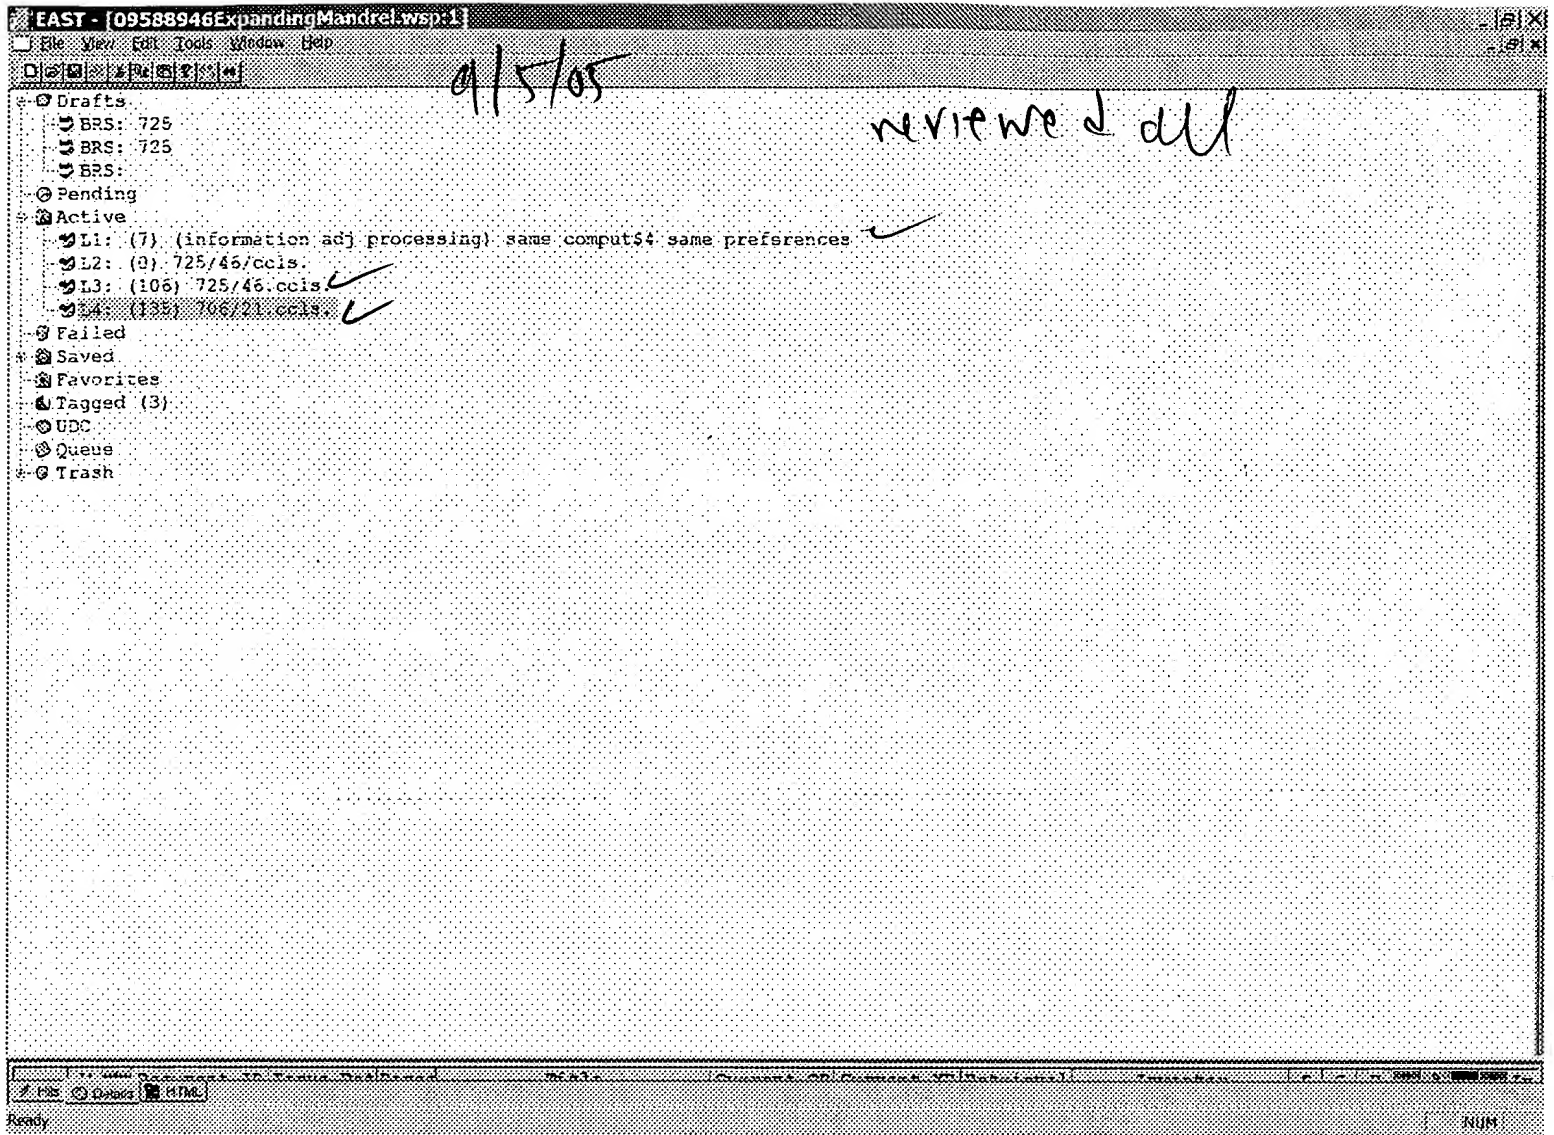 EAST - [09588946ExpandingMandrel.wsp:1]
File View Edit Tools Window Help
9/5/05
reviewed all
Drafts
BRS: 725
BRS: 725
BRS:
Pending
Active
L1: (7) (information adj processing) same comput$4 same preferences
L2: (0) 725/46/ccls.
L3: (106) 725/46.ccls.
L4: (135) 706/21.ccls.
Failed
Saved
Favorites
Tagged (3)
UDC
Queue
Trash
Hits Details HTML
Ready
NUM